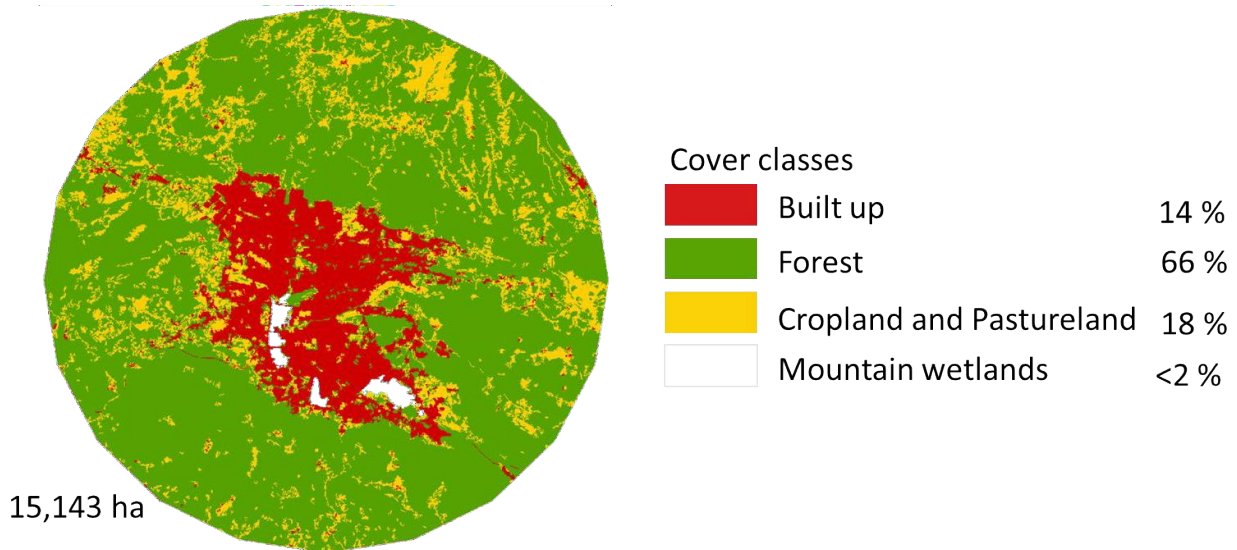 Cover classes
Built up 14 %
Forest 66 %
Cropland and Pastureland 18 %
Mountain wetlands <2 %
15,143 ha